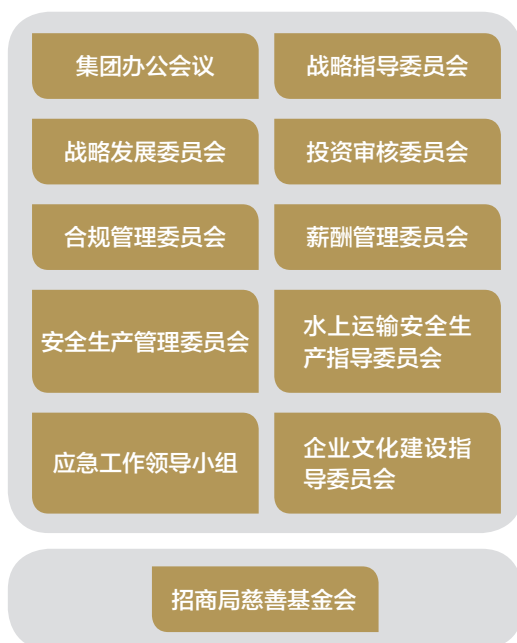 集团办公会议
战略指导委员会
战略发展委员会
投资审核委员会
合规管理委员会
薪酬管理委员会
安全生产管理委员会
水上运输安全生
产指导委员会
应急工作领导小组
企业文化建设指
导委员会
招商局慈善基金会